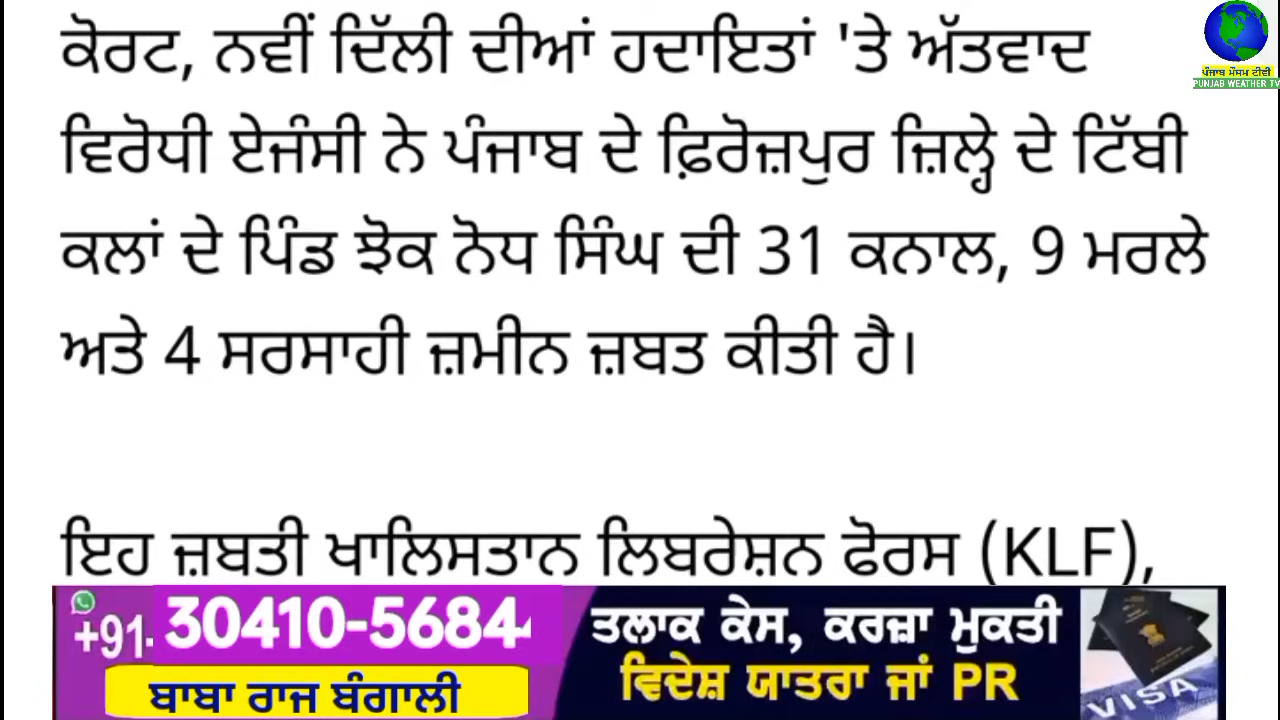 ਕੋਰਟ, ਨਵੀਂ ਦਿੱਲੀ ਦੀਆਂ ਹਦਾਇਤਾਂ 'ਤੇ ਅੱਤਵਾਦ
ਵਿਰੋਧੀ ਏਜੰਸੀ ਨੇ ਪੰਜਾਬ ਦੇ ਫ਼ਿਰੋਜ਼ਪੁਰ ਜ਼ਿਲ੍ਹੇ ਦੇ ਟਿੱਬੀ
ਕਲਾਂ ਦੇ ਪਿੰਡ ਝੋਕ ਨੋਧ ਸਿੰਘ ਦੀ 31 ਕਨਾਲ, 9 ਮਰਲੇ
ਅਤੇ 4 ਸਰਸਾਹੀ ਜ਼ਮੀਨ ਜ਼ਬਤ ਕੀਤੀ ਹੈ।
ਇਹ ਜ਼ਬਤੀ ਖਾਲਿਸਤਾਨ ਲਿਬਰੇਸ਼ਨ ਫੋਰਸ (KLF),
ਪੰਜਾਬ ਮੌਸਮ ਟੀਵੀ
PUNJAB WEATHER TV
+91. 30410-5684
ਬਾਬਾ ਰਾਜ ਬੰਗਾਲੀ
ਤਲਾਕ ਕੇਸ, ਕਰਜ਼ਾ ਮੁਕਤੀ
ਵਿਦੇਸ਼ ਯਾਤਰਾ ਜਾਂ PR
VISA